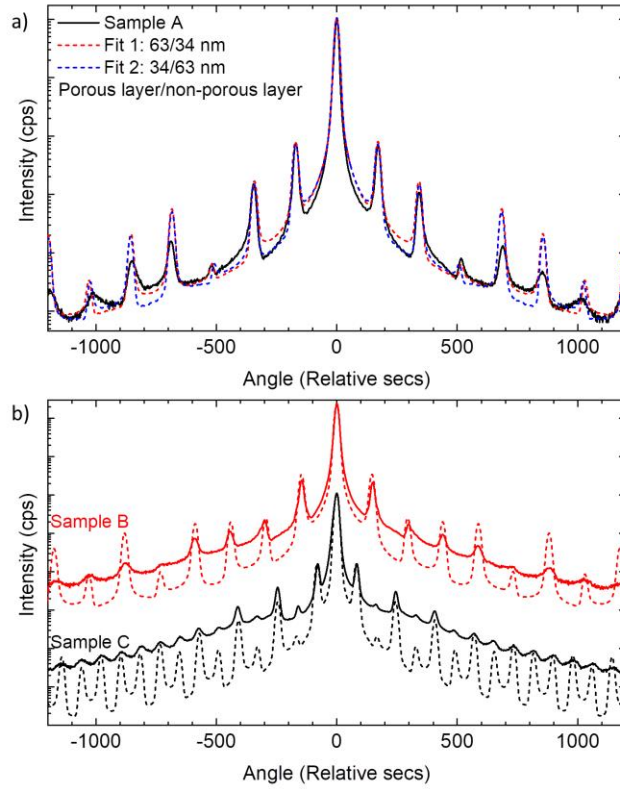 a)
Sample A
Fit 1: 63/34 nm
Fit 2: 34/63 nm
Porous layer/non-porous layer
Intensity (cps)
-1000 -500 0 500 1000
Angle (Relative secs)
b)
Sample B
Sample C
Intensity (cps)
-1000 -500 0 500 1000
Angle (Relative secs)